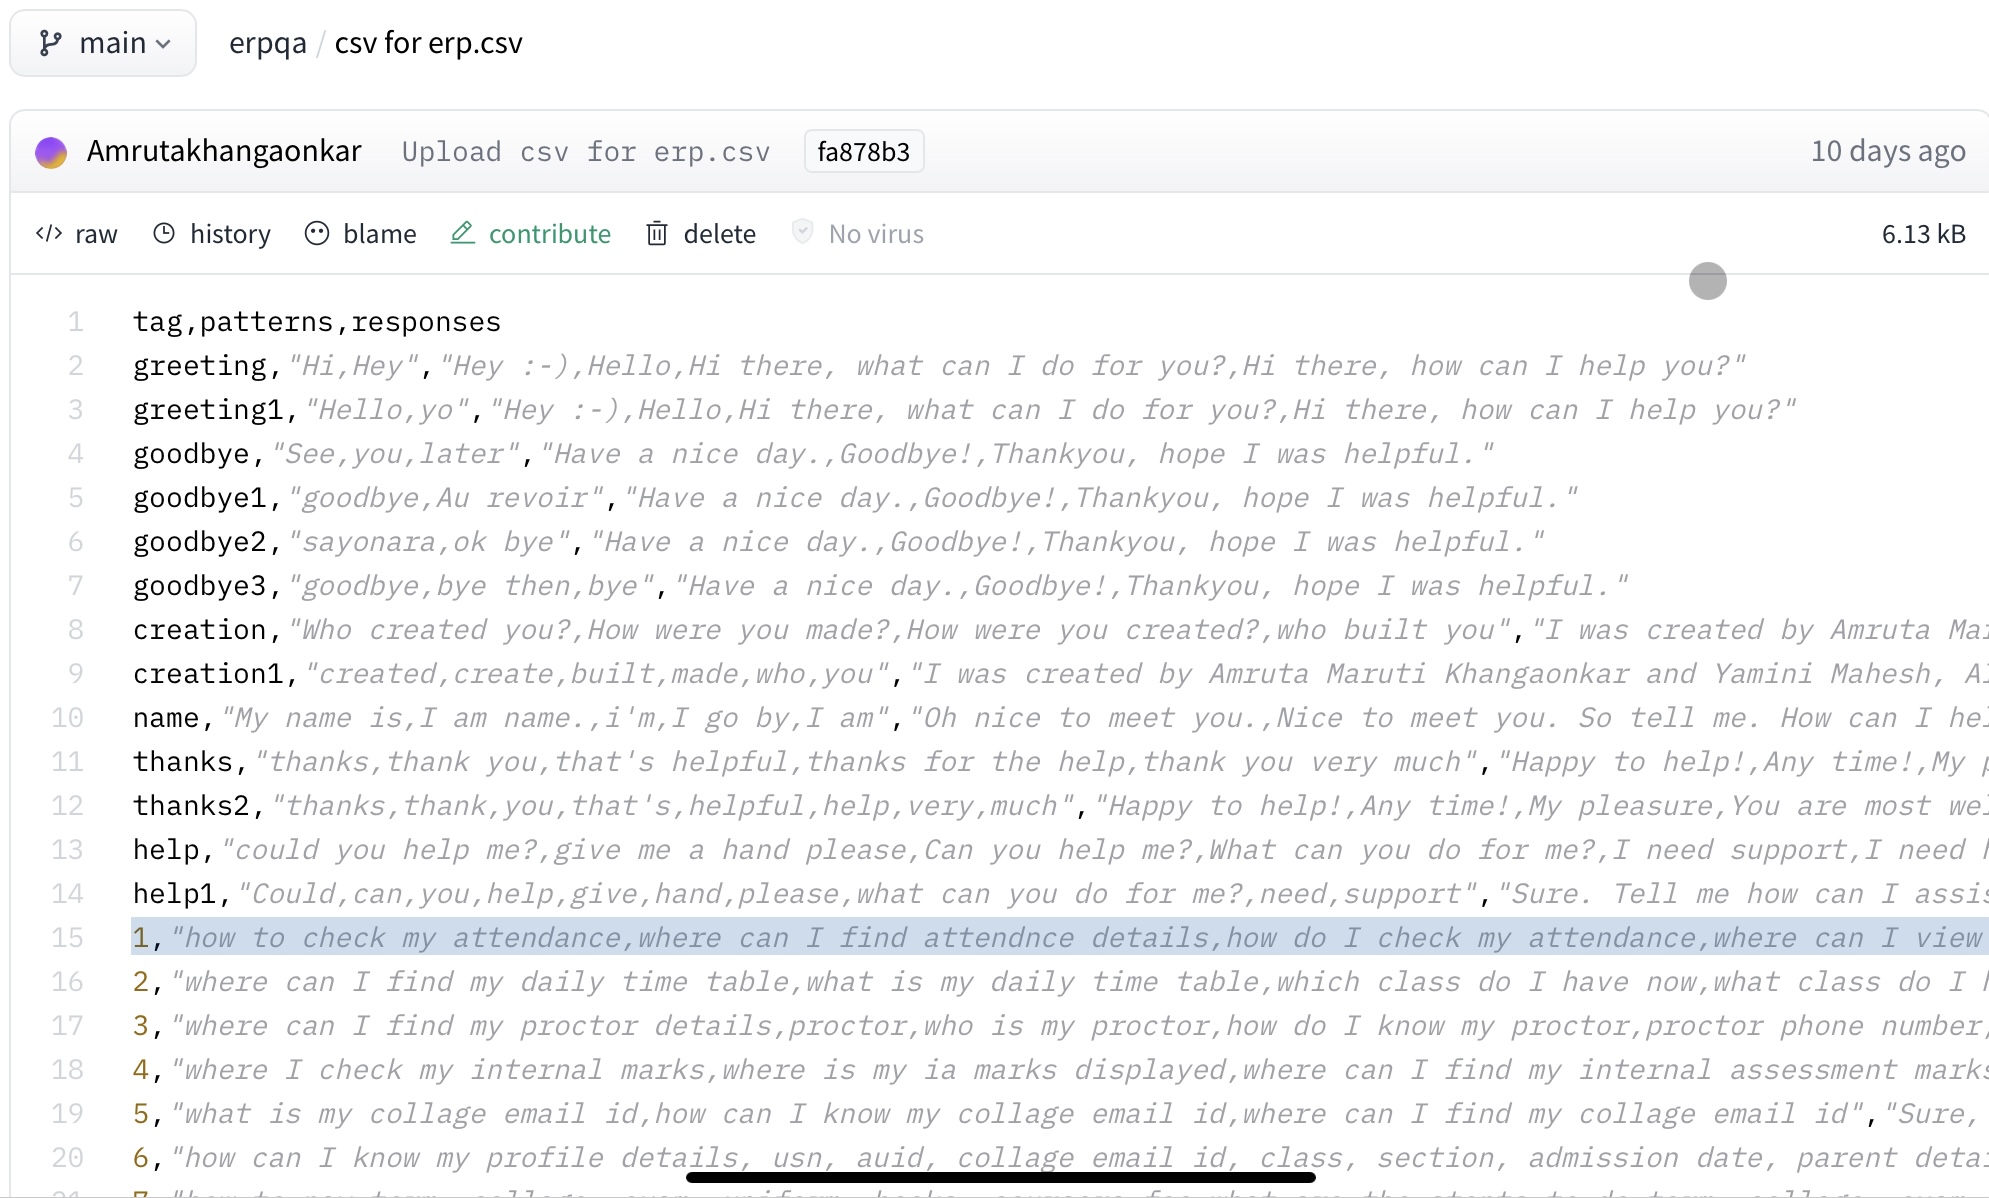 main
erpqa / csv for erp.csv
Amrutakhangaonkar Upload csv for erp.csv fa878b3 10 days ago
raw history blame contribute delete No virus 6.13 kB
1 tag,patterns,responses
2 greeting,"Hi,Hey","Hey :-),Hello,Hi there, what can I do for you?,Hi there, how can I help you?"
3 greeting1,"Hello,yo","Hey :-),Hello,Hi there, what can I do for you?,Hi there, how can I help you?"
4 goodbye,"See,you,later","Have a nice day.,Goodbye!,Thankyou, hope I was helpful."
5 goodbye1,"goodbye,Au revoir","Have a nice day.,Goodbye!,Thankyou, hope I was helpful."
6 goodbye2,"sayonara,ok bye","Have a nice day.,Goodbye!,Thankyou, hope I was helpful."
7 goodbye3,"goodbye,bye then,bye","Have a nice day.,Goodbye!,Thankyou, hope I was helpful."
8 creation,"Who created you?,How were you made?,How were you created?,who built you","I was created by Amruta
9 creation1,"created,create,built,made,who,you","I was created by Amruta Maruti Khangaonkar and Yamini Mahesh,
10 name,"My name is,I am name.,i'm,I go by,I am","Oh nice to meet you.,Nice to meet you. So tell me. How can I
11 thanks,"thanks,thank you,that's helpful,thanks for the help,thank you very much","Happy to help!,Any time!,My
12 thanks2,"thanks,thank,you,that's,helpful,help,very,much","Happy to help!,Any time!,My pleasure,You are most
13 help,"could you help me?,give me a hand please,Can you help me?,What can you do for me?,I need support,I need
14 help1,"Could,can,you,help,give,hand,please,what can you do for me?,need,support","Sure. Tell me how can I
15 1,"how to check my attendance,where can I find attendnce details,how do I check my attendance,where can I view
16 2,"where can I find my daily time table,what is my daily time table,which class do I have now,what class do I
17 3,"where can I find my proctor details,proctor,who is my proctor,how do I know my proctor,proctor phone number,
18 4,"where I check my internal marks,where is my ia marks displayed,where can I find my internal assessment marks
19 5,"what is my collage email id,how can I know my collage email id,where can I find my collage email id","Sure,
20 6,"how can I know my profile details, usn, auid, collage email id, class, section, admission date, parent